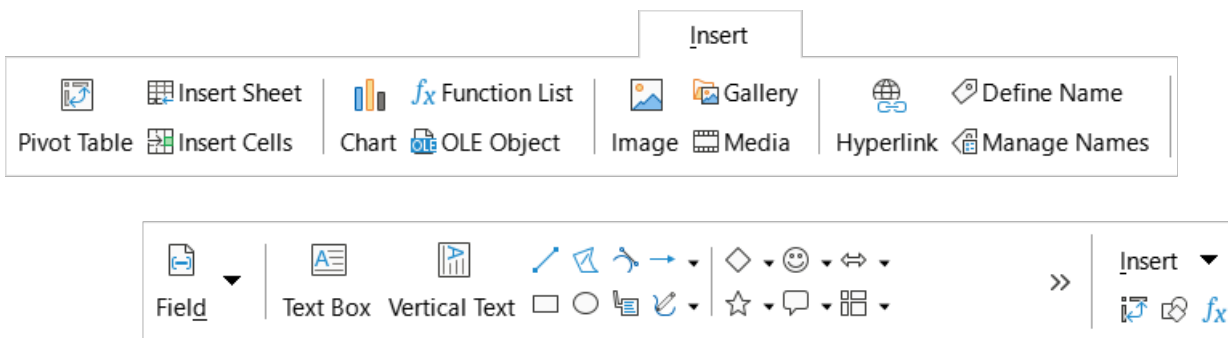 Insert
Pivot Table Insert Sheet Chart Function List Image Gallery Hyperlink Define Name
Insert Cells OLE Object Media Manage Names
Field Text Box Vertical Text Insert